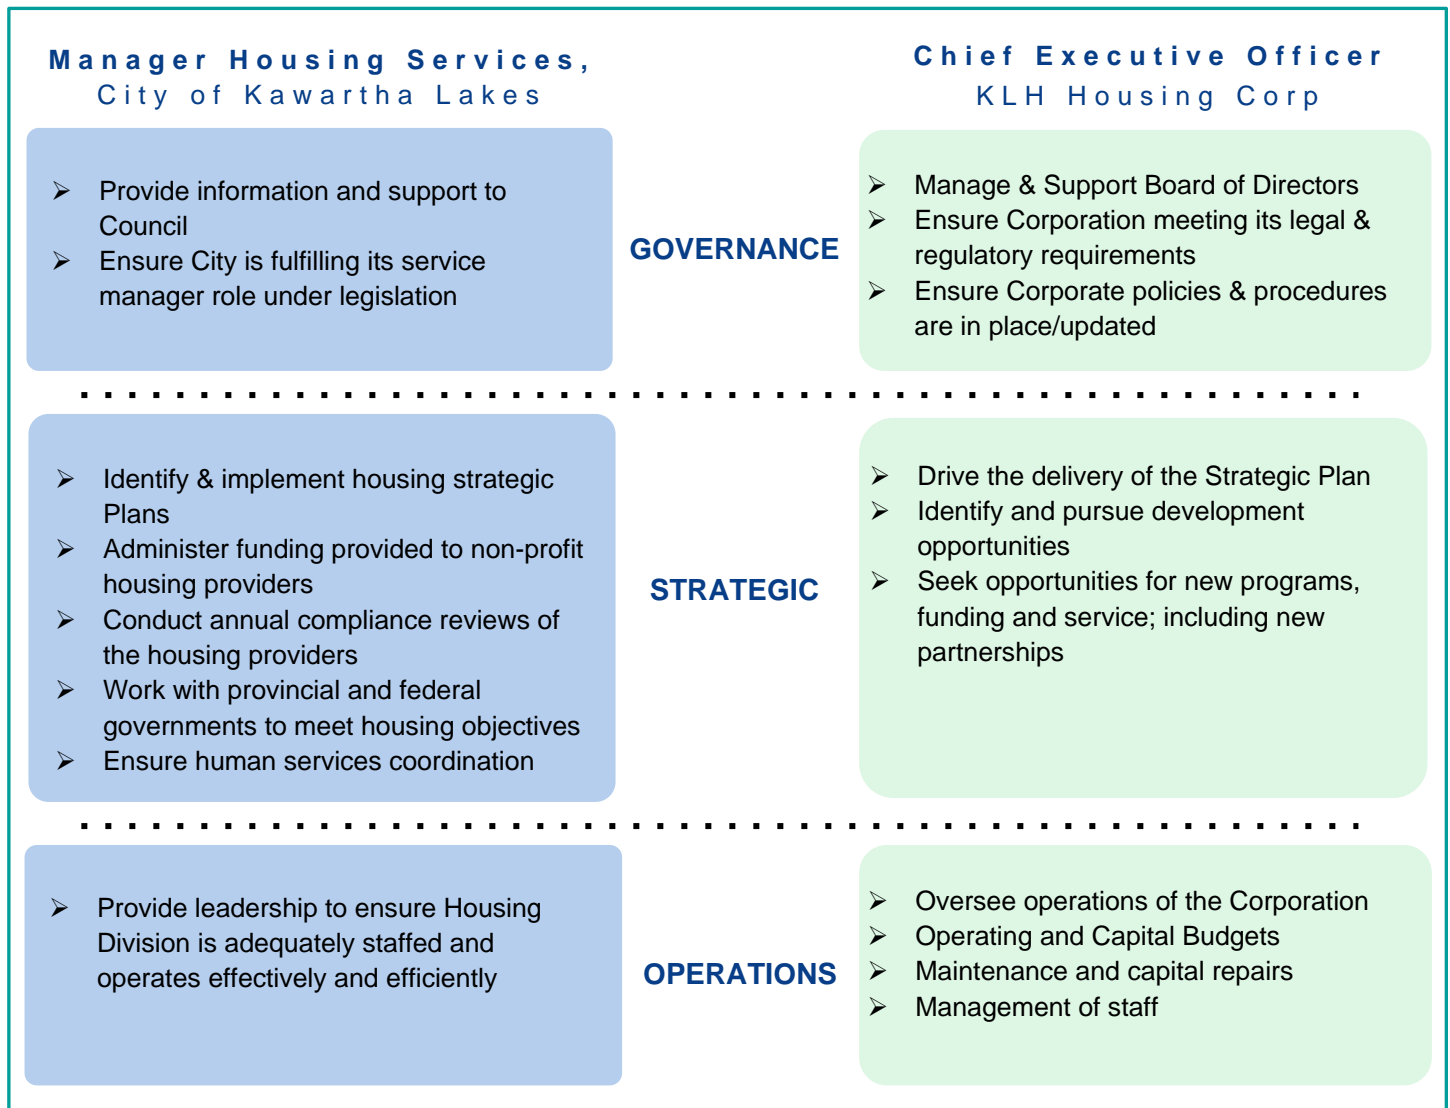 Manager Housing Services,
City of Kawartha Lakes
Chief Executive Officer
KLH Housing Corp
➢ Provide information and support to
Council
➢ Ensure City is fulfilling its service
manager role under legislation
GOVERNANCE
➢ Manage & Support Board of Directors
➢ Ensure Corporation meeting its legal &
regulatory requirements
➢ Ensure Corporate policies & procedures
are in place/updated
➢ Identify & implement housing strategic
Plans
➢ Administer funding provided to non-profit
housing providers
➢ Conduct annual compliance reviews of
the housing providers
➢ Work with provincial and federal
governments to meet housing objectives
➢ Ensure human services coordination
STRATEGIC
➢ Drive the delivery of the Strategic Plan
➢ Identify and pursue development
opportunities
➢ Seek opportunities for new programs,
funding and service; including new
partnerships
➢ Provide leadership to ensure Housing
Division is adequately staffed and
operates effectively and efficiently
OPERATIONS
➢ Oversee operations of the Corporation
➢ Operating and Capital Budgets
➢ Maintenance and capital repairs
➢ Management of staff